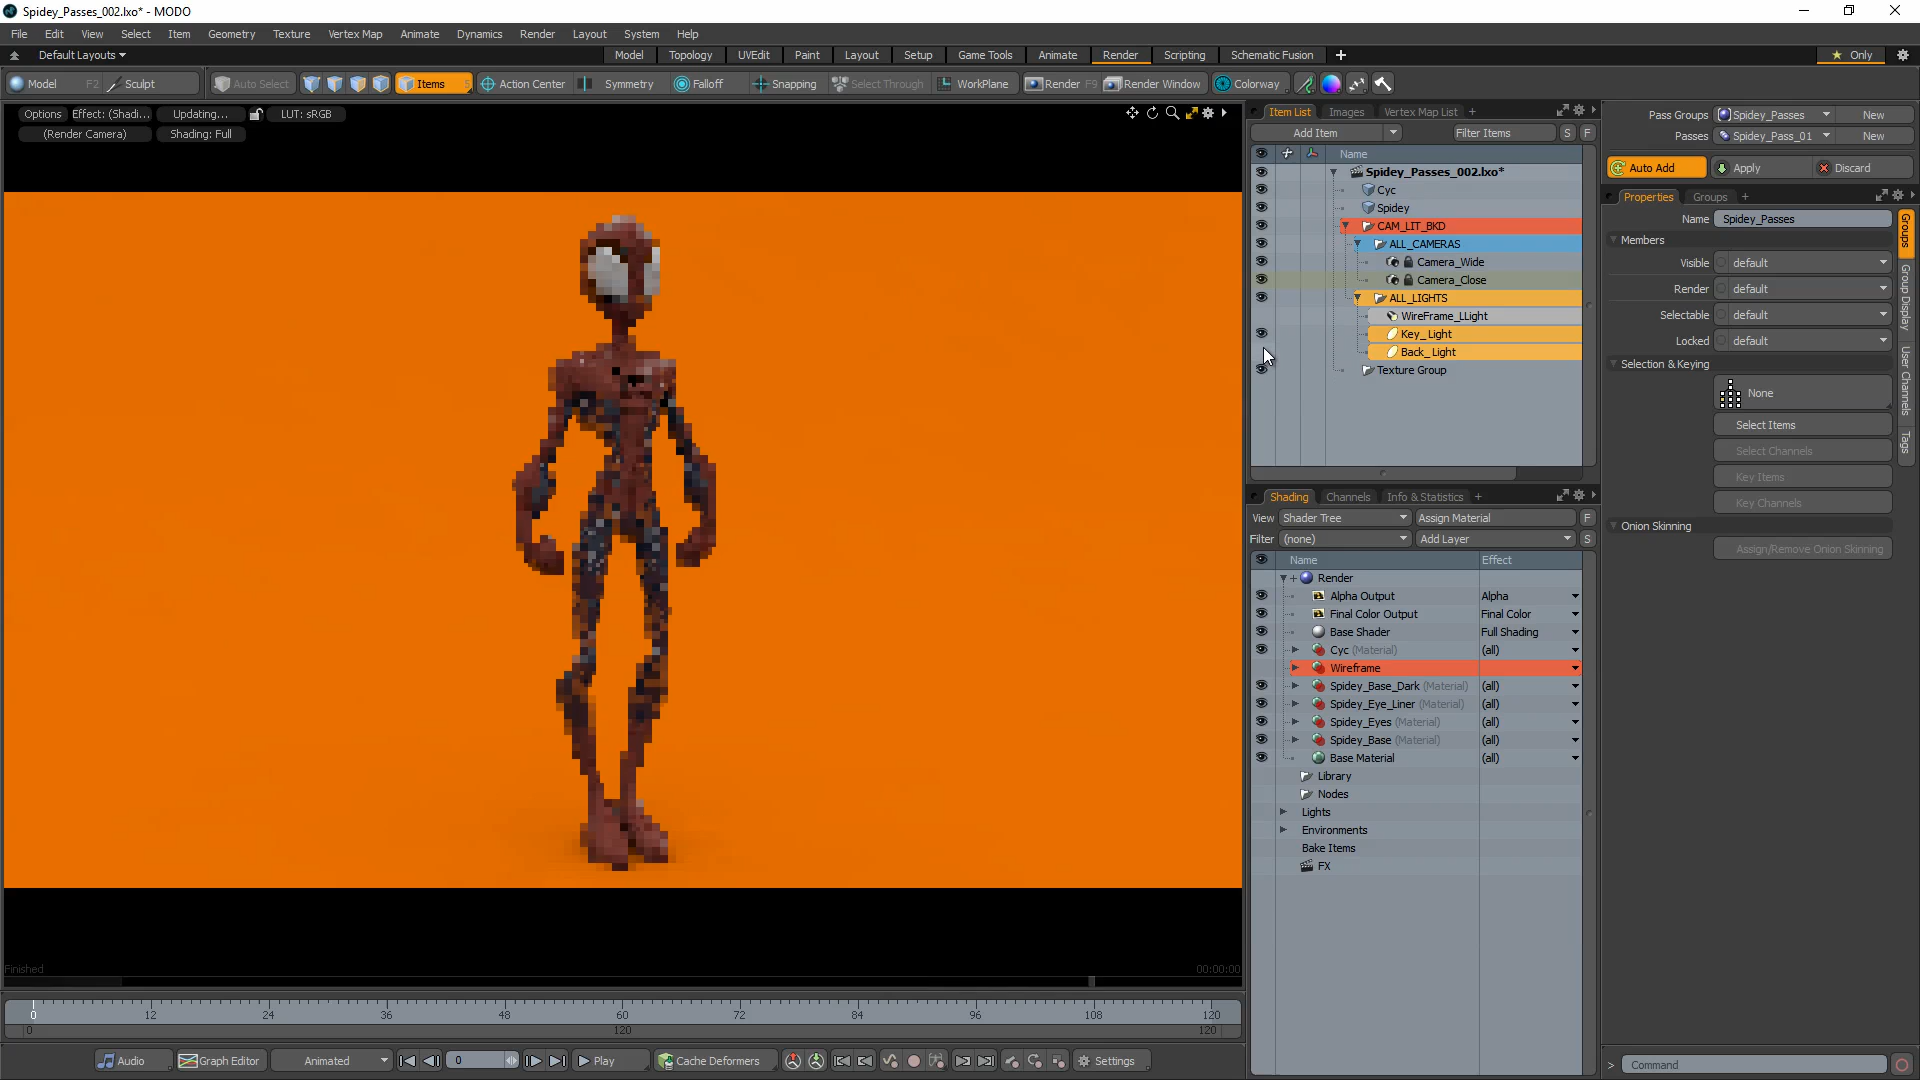 Spidey_Passes_002.lxo* - MODO
File Edit View Select Item Geometry Texture Vertex Map Animate Dynamics Render Layout System Help
Default Layouts Model Topology UVEdit Paint Layout Setup Game Tools Animate Render Scripting Schematic Fusion Only
Model F2 Sculpt Auto Select Items 5 Action Center Symmetry Falloff Snapping Select Through WorkPlane Render F9 Render Window Colorway
Options Effect: (Shadi... Updating... LUT: sRGB
(Render Camera) Shading: Full
Finished 00:00:00
Item List Images Vertex Map List
Add Item Filter Items S F
Name
Spidey_Passes_002.lxo*
Cyc
Spidey
CAM_LIT_BKD
ALL_CAMERAS
Camera_Wide
Camera_Close
ALL_LIGHTS
WireFrame_LLight
Key_Light
Back_Light
Texture Group
Shading Channels Info & Statistics
View Shader Tree Assign Material F
Filter (none) Add Layer S
Name Effect
Render
Alpha Output Alpha
Final Color Output Final Color
Base Shader Full Shading
Cyc (Material) (all)
Wireframe
Spidey_Base_Dark (Material) (all)
Spidey_Eye_Liner (Material) (all)
Spidey_Eyes (Material) (all)
Spidey_Base (Material) (all)
Base Material (all)
Library
Nodes
Lights
Environments
Bake Items
FX
Pass Groups Spidey_Passes New
Passes Spidey_Pass_01 New
Auto Add Apply Discard
Properties Groups
Name Spidey_Passes
Members
Visible default
Render default
Selectable default
Locked default
Selection & Keying
None
Select Items
Select Channels
Key Items
Key Channels
Onion Skinning
Assign/Remove Onion Skinning
Groups
Group Display
User Channels
Tags
0 12 24 36 48 60 72 84 96 108 120
0 120 120
Audio Graph Editor Animated 0 Play Cache Deformers Settings
> Command